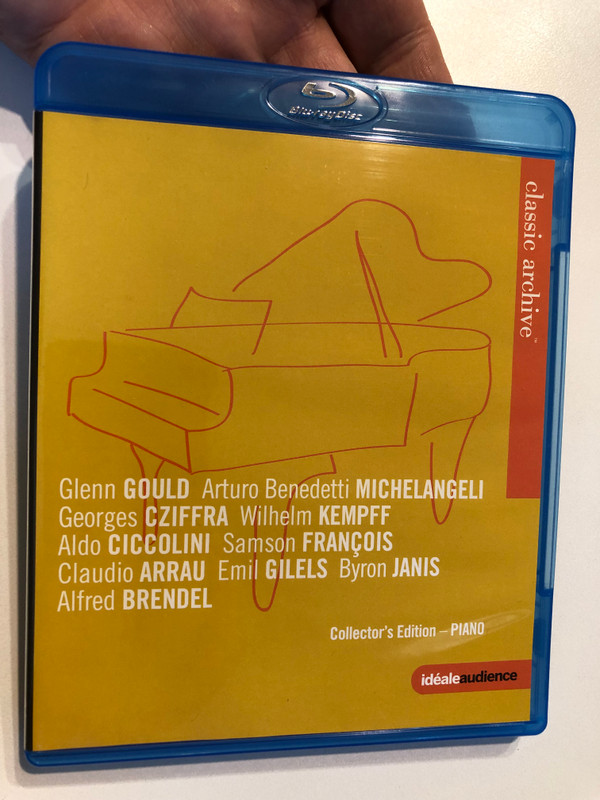 Blu-ray Disc
classic archive™
Glenn GOULD Arturo Benedetti MICHELANGELI
Georges CZIFFRA Wilhelm KEMPFF
Aldo CICCOLINI Samson FRANÇOIS
Claudio ARRAU Emil GILELS Byron JANIS
Alfred BRENDEL
Collector's Edition – PIANO
idéaleaudience